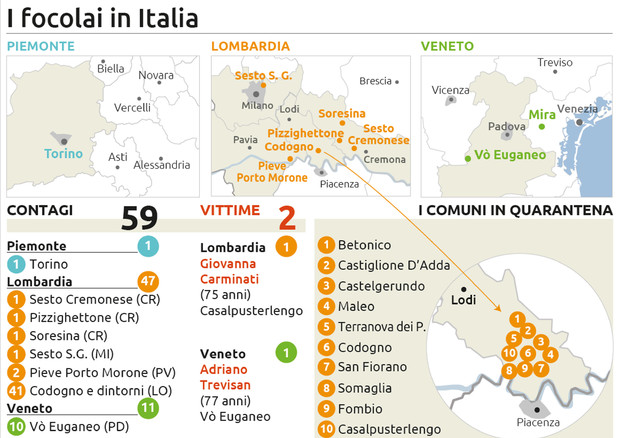 I focolai in Italia
PIEMONTE
Biella
Novara
Vercelli
Torino
Asti
Alessandria
LOMBARDIA
Sesto S. G.
Brescia
Milano
Lodi
Soresina
Pavia
Pizzighettone
Sesto
Cremonese
Codogno
Cremona
Pieve
Porto Morone
Piacenza
VENETO
Treviso
Vicenza
Mira
Venezia
Padova
Vò Euganeo
CONTAGI 59
Piemonte 1
1 Torino
Lombardia 47
1 Sesto Cremonese (CR)
1 Pizzighettone (CR)
1 Soresina (CR)
1 Sesto S.G. (MI)
2 Pieve Porto Morone (PV)
41 Codogno e dintorni (LO)
Veneto 11
10 Vò Euganeo (PD)
VITTIME 2
Lombardia 1
Giovanna
Carminati
(75 anni)
Casalpusterlengo
Veneto 1
Adriano
Trevisan
(77 anni)
Vò Euganeo
I COMUNI IN QUARANTENA
1 Betonico
2 Castiglione D'Adda
3 Castelgerundo
4 Maleo
5 Terranova dei P.
6 Codogno
7 San Fiorano
8 Somaglia
9 Fombio
10 Casalpusterlengo
Lodi
1
2
5 3
10 6 4
8 9 7
Piacenza